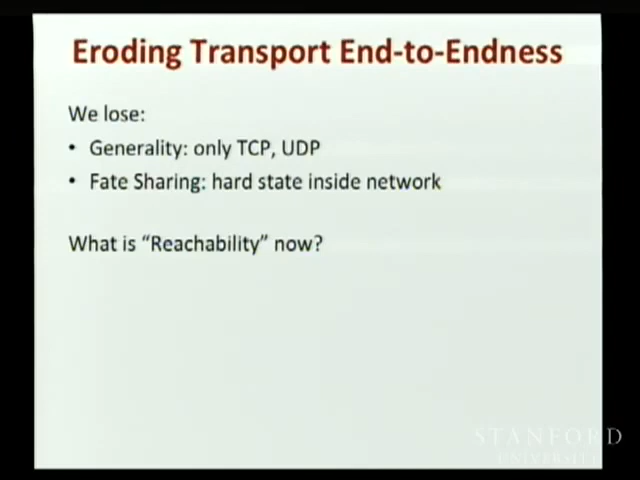 Eroding Transport End-to-Endness
We lose:
• Generality: only TCP, UDP
• Fate Sharing: hard state inside network
What is “Reachability” now?
STANFORD
UNIVERSITY